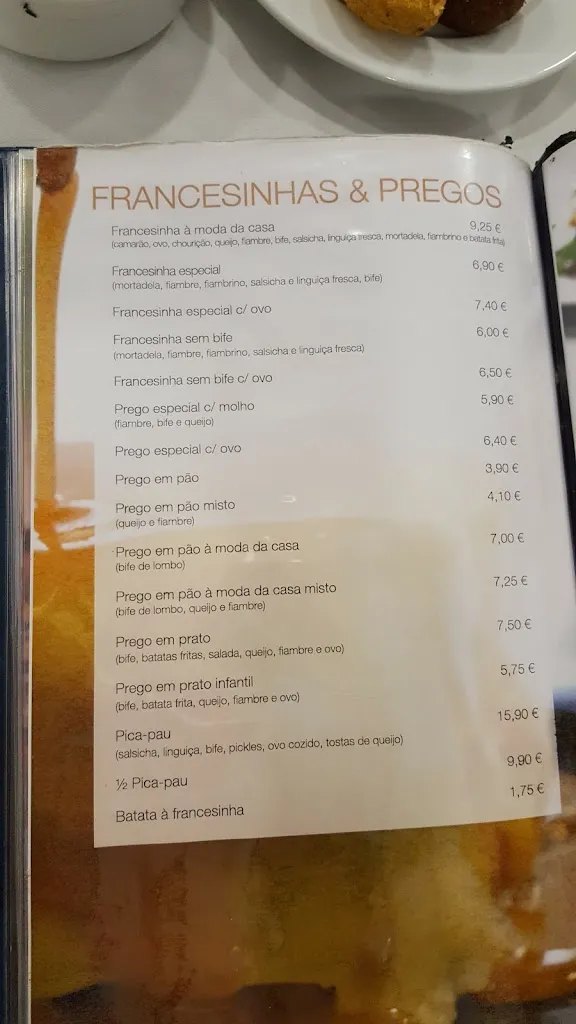 FRANCESINHAS & PREGOS
Francesinha à moda da casa 9,25 €
(camarão, ovo, chourição, queijo, fiambre, bife, salsicha, linguiça fresca, mortadela, fiambrino e batata frita)
Francesinha especial 6,90 €
(mortadela, fiambre, fiambrino, salsicha e linguiça fresca, bife)
Francesinha especial c/ ovo 7,40 €
Francesinha sem bife 6,00 €
(mortadela, fiambre, fiambrino, salsicha e linguiça fresca)
Francesinha sem bife c/ ovo 6,50 €
Prego especial c/ molho 5,90 €
(fiambre, bife e queijo)
Prego especial c/ ovo 6,40 €
Prego em pão 3,90 €
Prego em pão misto 4,10 €
(queijo e fiambre)
Prego em pão à moda da casa 7,00 €
(bife de lombo)
Prego em pão à moda da casa misto 7,25 €
(bife de lombo, queijo e fiambre)
Prego em prato 7,50 €
(bife, batatas fritas, salada, queijo, fiambre e ovo)
Prego em prato infantil 5,75 €
(bife, batata frita, queijo, fiambre e ovo)
Pica-pau 15,90 €
(salsicha, linguiça, bife, pickles, ovo cozido, tostas de queijo)
½ Pica-pau 9,90 €
Batata à francesinha 1,75 €